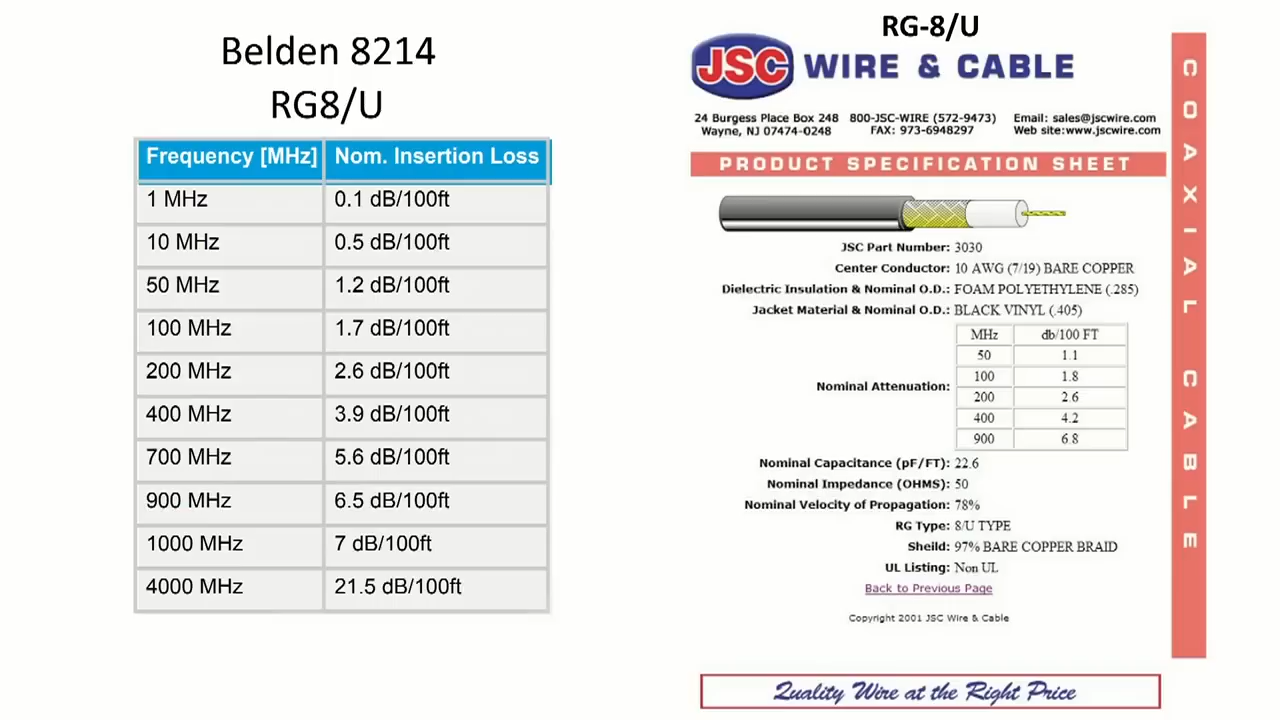 Belden 8214
RG8/U
Frequency [MHz] Nom. Insertion Loss
1 MHz 0.1 dB/100ft
10 MHz 0.5 dB/100ft
50 MHz 1.2 dB/100ft
100 MHz 1.7 dB/100ft
200 MHz 2.6 dB/100ft
400 MHz 3.9 dB/100ft
700 MHz 5.6 dB/100ft
900 MHz 6.5 dB/100ft
1000 MHz 7 dB/100ft
4000 MHz 21.5 dB/100ft
RG-8/U
JSC WIRE & CABLE
24 Burgess Place Box 248 800-JSC-WIRE (572-9473) Email: sales@jscwire.com
Wayne, NJ 07474-0248 FAX: 973-6948297 Web site:www.jscwire.com
PRODUCT SPECIFICATION SHEET
JSC Part Number: 3030
Center Conductor: 10 AWG (7/19) BARE COPPER
Dielectric Insulation & Nominal O.D.: FOAM POLYETHYLENE (.285)
Jacket Material & Nominal O.D.: BLACK VINYL (.405)
Nominal Attenuation:
MHz db/100 FT
50 1.1
100 1.8
200 2.6
400 4.2
900 6.8
Nominal Capacitance (pF/FT): 22.6
Nominal Impedance (OHMS): 50
Nominal Velocity of Propagation: 78%
RG Type: 8/U TYPE
Sheild: 97% BARE COPPER BRAID
UL Listing: Non UL
Back to Previous Page
Copyright 2001 JSC Wire & Cable
Quality Wire at the Right Price
COAXIAL CABLE